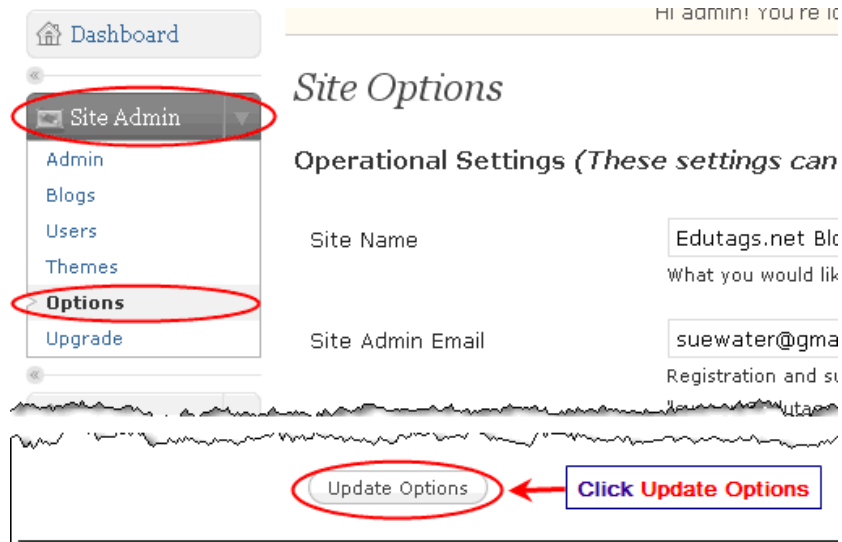 Hi admin! You're lo
Dashboard
Site Options
Site Admin
Admin
Operational Settings (These settings can
Blogs
Users
Site Name
Edutags.net Blo
Themes
What you would lik
Options
Upgrade
Site Admin Email
suewater@gma
Registration and su
Update Options
Click Update Options